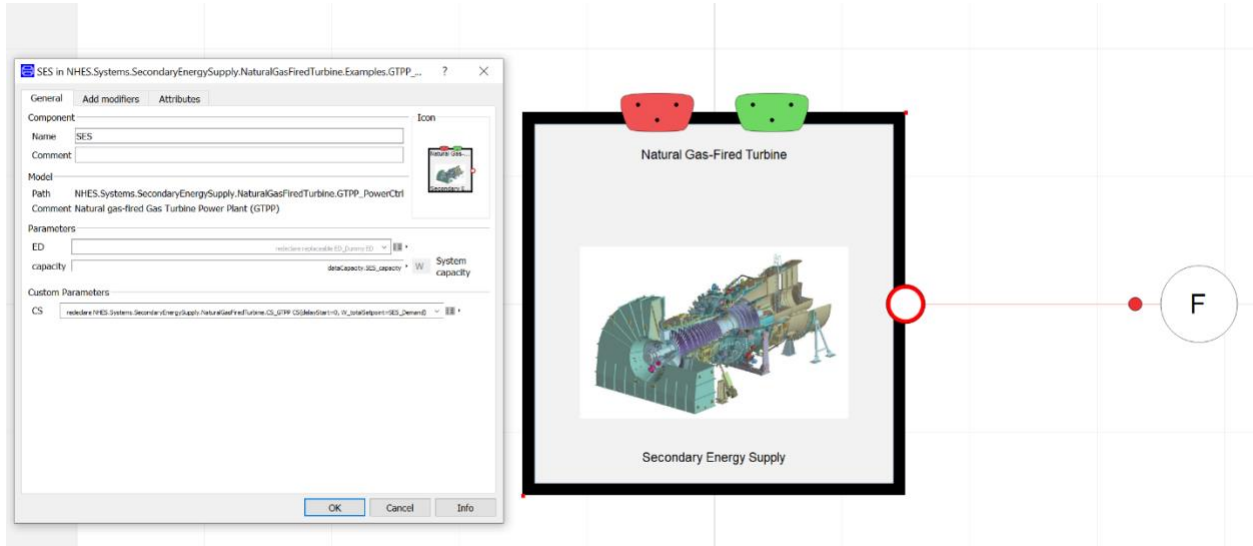 SES in NHES.Systems.SecondaryEnergySupply.NaturalGasFiredTurbine.Examples.GTPP_... ? ×
General Add modifiers Attributes
Component
Icon
Name SES
Comment
Model
Path NHES.Systems.SecondaryEnergySupply.NaturalGasFiredTurbine.GTPP_PowerCtrl
Comment Natural gas-fired Gas Turbine Power Plant (GTPP)
Parameters
ED redeclare replaceable ED_Dummy ED
capacity dataCapacity.SES_capacity W System capacity
Custom Parameters
CS redeclare NHES.Systems.SecondaryEnergySupply.NaturalGasFiredTurbine.CS_GTPP CS(delayStart=0, W_totalSetpoint=SES_Demand)
OK Cancel Info
Natural Gas-Fired Turbine
Secondary Energy Supply
F